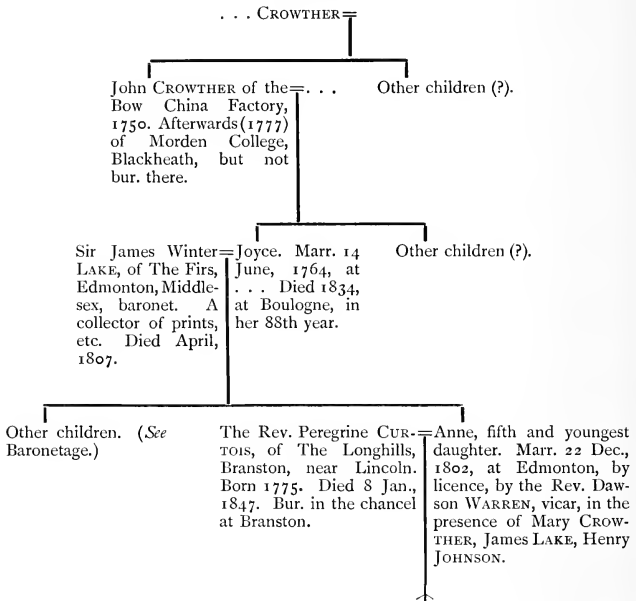 . . . CROWTHER=
John CROWTHER of the=. . .
Bow China Factory,
1750. Afterwards (1777)
of Morden College,
Blackheath, but not
bur. there.
Other children (?).
Sir James Winter=
LAKE, of The Firs,
Edmonton, Middle-
sex, baronet. A
collector of prints,
etc. Died April,
1807.
Joyce. Marr. 14
June, 1764, at
. . . Died 1834,
at Boulogne, in
her 88th year.
Other children (?).
Other children. (See
Baronetage.)
The Rev. Peregrine CUR-=
TOIS, of The Longhills,
Branston, near Lincoln.
Born 1775. Died 8 Jan.,
1847. Bur. in the chancel
at Branston.
Anne, fifth and youngest
daughter. Marr. 22 Dec.,
1802, at Edmonton, by
licence, by the Rev. Daw-
son WARREN, vicar, in the
presence of Mary CROW-
THER, James LAKE, Henry
JOHNSON.